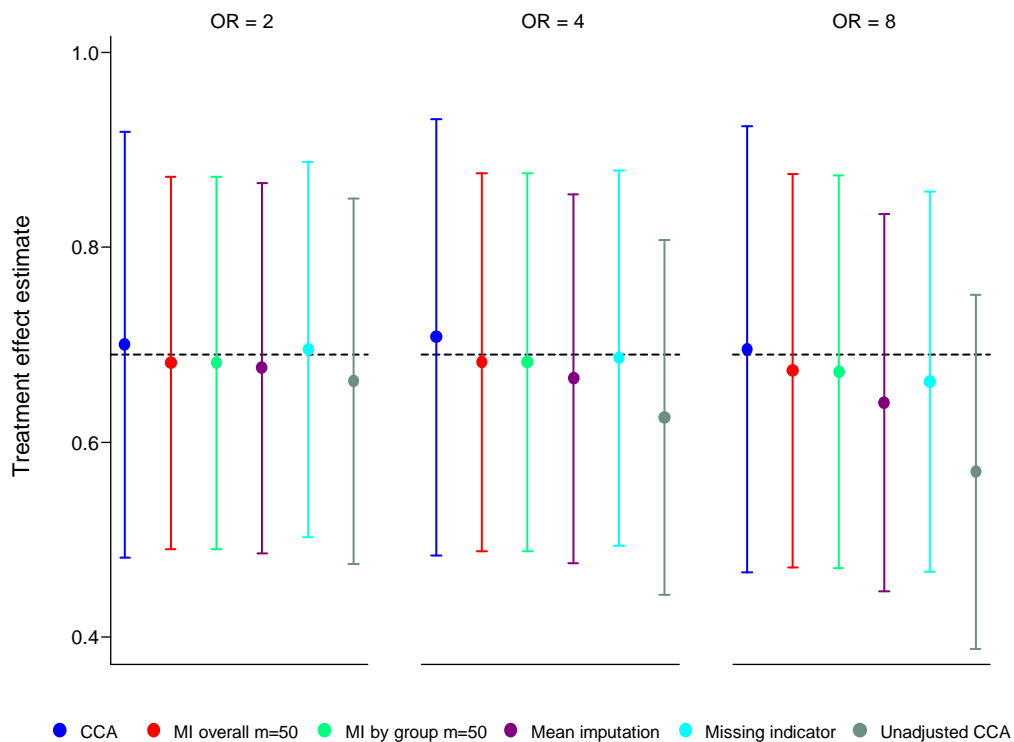 OR = 2 OR = 4 OR = 8
1.0
0.8
0.6
0.4
Treatment effect estimate
CCA MI overall m=50 MI by group m=50 Mean imputation Missing indicator Unadjusted CCA